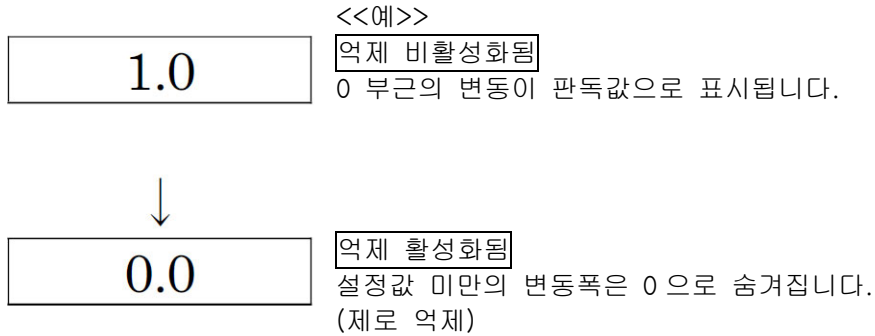 <<예>>
1.0
억제 비활성화됨
0 부근의 변동이 판독값으로 표시됩니다.
↓
0.0
억제 활성화됨
설정값 미만의 변동폭은 0으로 숨겨집니다.
(제로 억제)